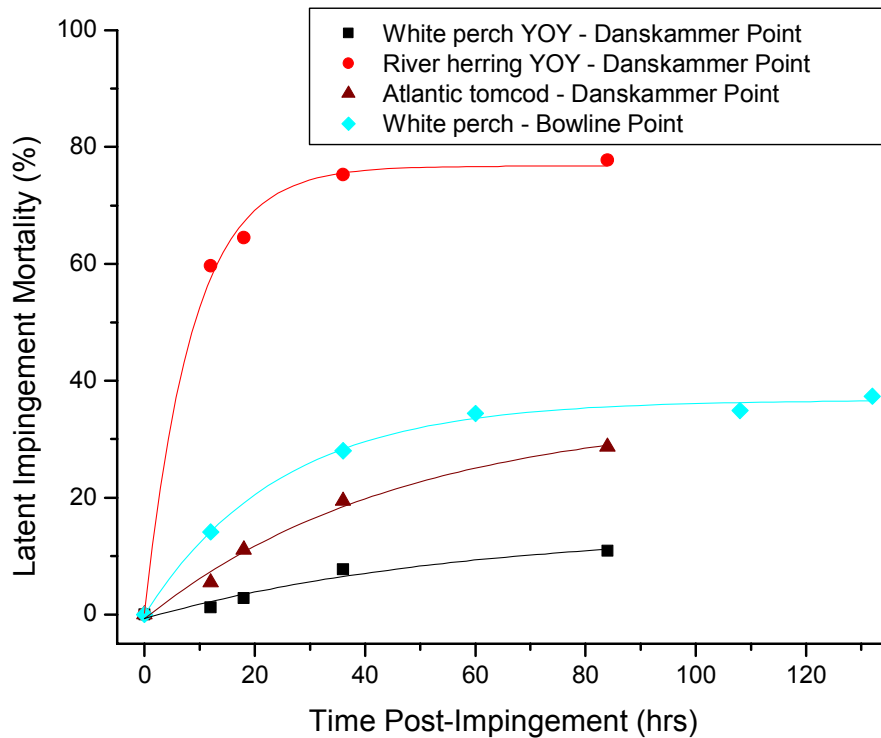 White perch YOY - Danskammer Point
River herring YOY - Danskammer Point
Atlantic tomcod - Danskammer Point
White perch - Bowline Point
100
80
60
40
20
0
Latent Impingement Mortality (%)
0 20 40 60 80 100 120
Time Post-Impingement (hrs)